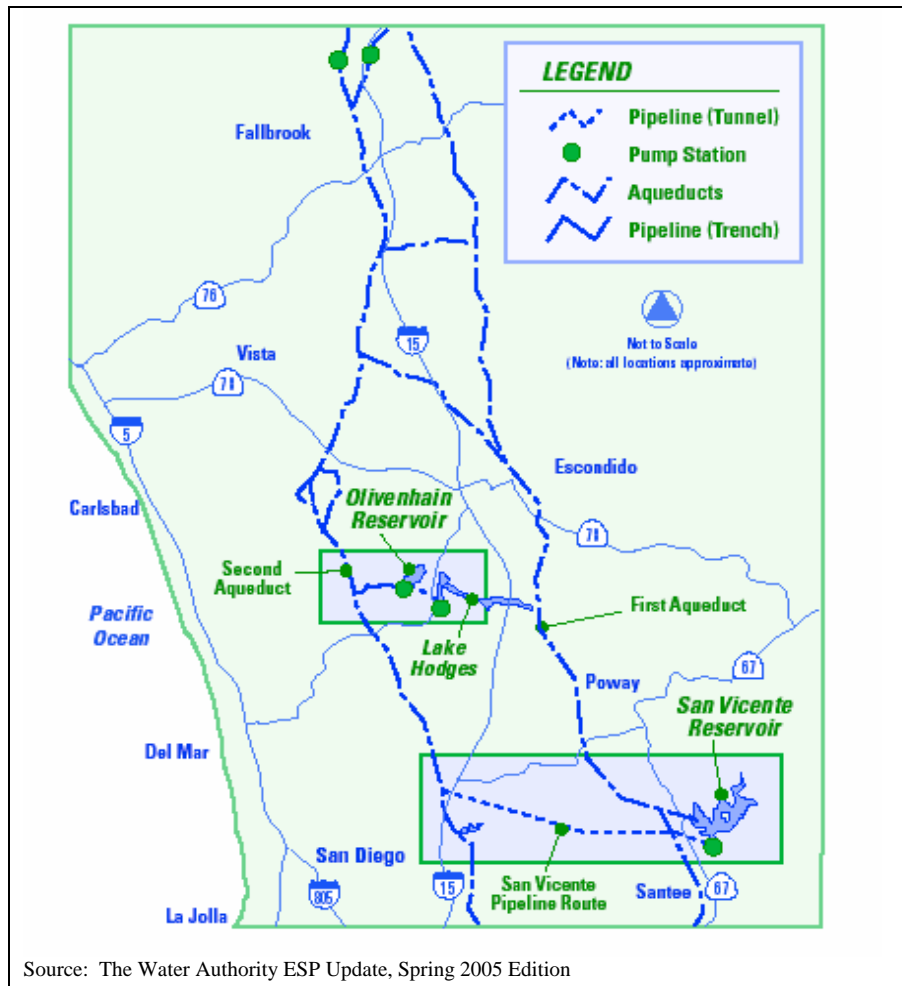 LEGEND
Pipeline (Tunnel)
Pump Station
Aqueducts
Pipeline (Trench)
Fallbrook
76
15
Not to Scale
(Note: all locations approximate)
Vista
78
5
Escondido
Carlsbad
Olivenhain
Reservoir
78
Second
Aqueduct
First Aqueduct
Pacific
Ocean
Lake
Hodges
67
Poway
San Vicente
Reservoir
Del Mar
San Diego
San Vicente
Pipeline Route
Santee
67
15
805
La Jolla
Source: The Water Authority ESP Update, Spring 2005 Edition